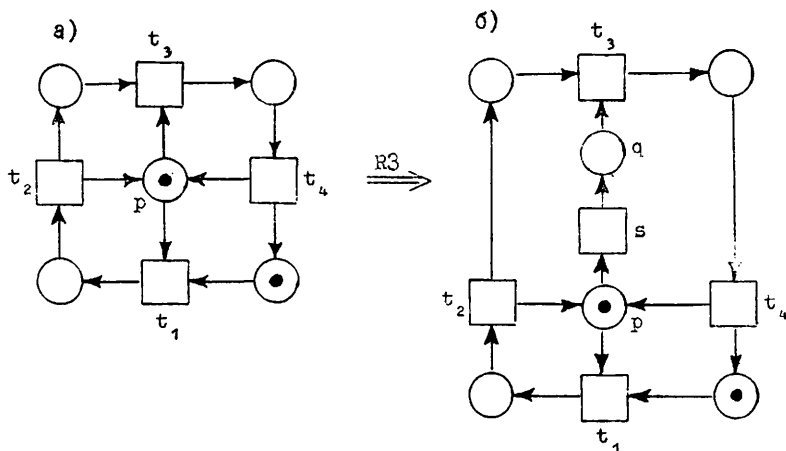 а)
t₃
t₂
p
t₄
t₁
R3
б)
t₃
q
s
t₂
p
t₄
t₁